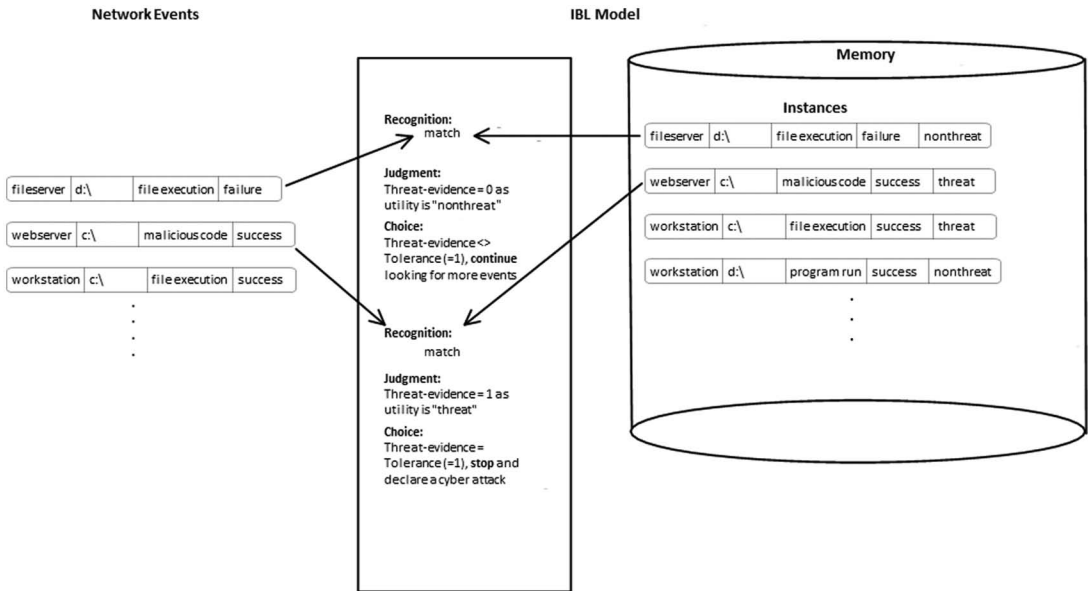 Network Events
IBL Model
fileserver d:\ file execution failure
webserver c:\ malicious code success
workstation c:\ file execution success
Recognition:
match
Judgment:
Threat-evidence = 0 as
utility is "nonthreat"
Choice:
Threat-evidence <>
Tolerance (=1), continue
looking for more events
Recognition:
match
Judgment:
Threat-evidence = 1 as
utility is "threat"
Choice:
Threat-evidence =
Tolerance (=1), stop and
declare a cyber attack
Memory
Instances
fileserver d:\ file execution failure nonthreat
webserver c:\ malicious code success threat
workstation c:\ file execution success threat
workstation d:\ program run success nonthreat